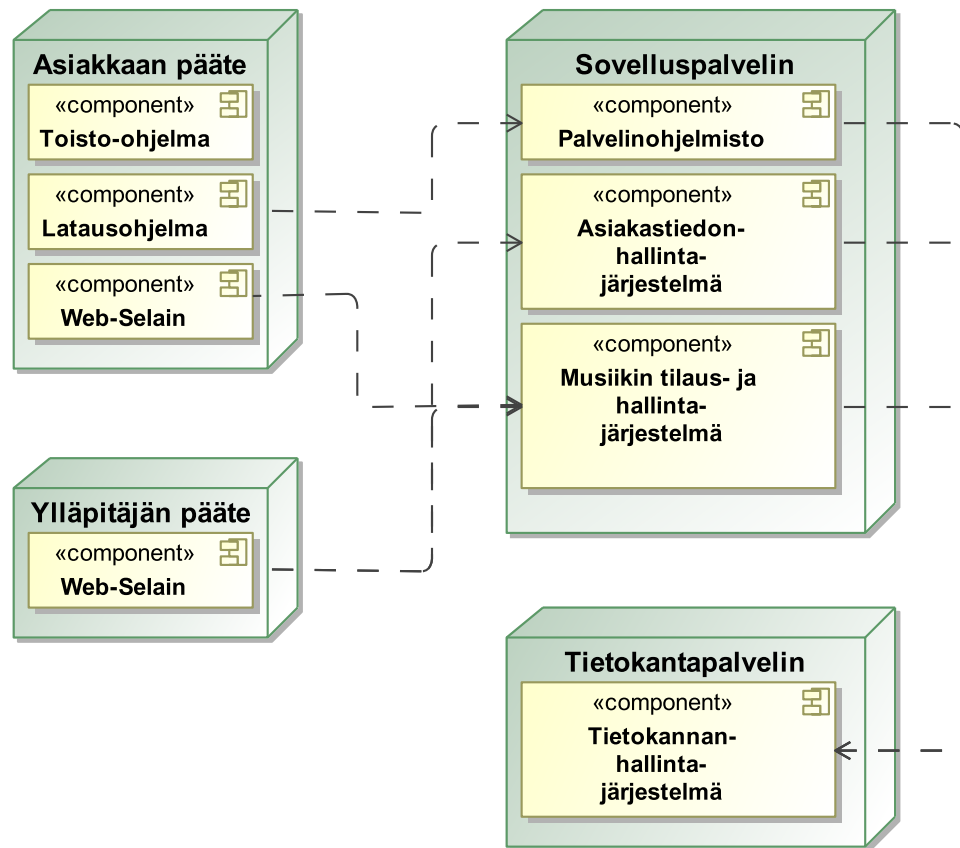 Asiakkaan pääte
«component»
Toisto-ohjelma
«component»
Latausohjelma
«component»
Web-Selain
Ylläpitäjän pääte
«component»
Web-Selain
Sovelluspalvelin
«component»
Palvelinohjelmisto
«component»
Asiakastiedon-
hallinta-
järjestelmä
«component»
Musiikin tilaus- ja
hallinta-
järjestelmä
Tietokantapalvelin
«component»
Tietokannan-
hallinta-
järjestelmä